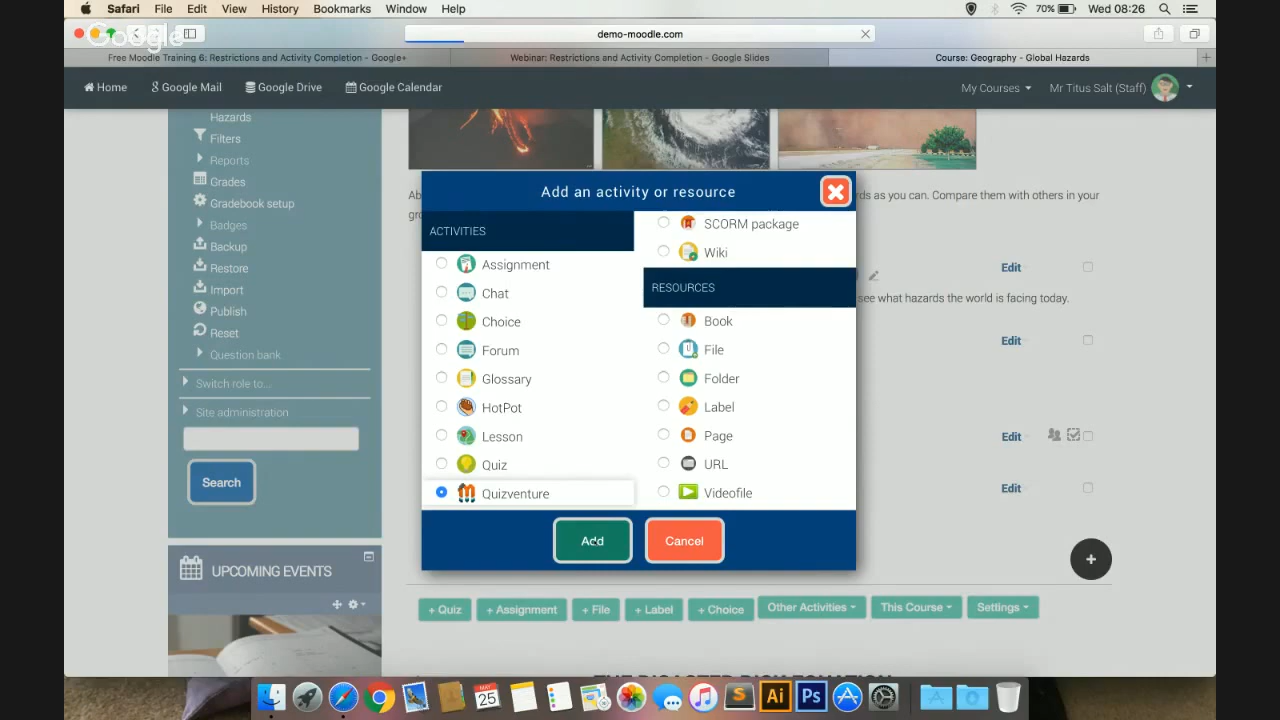 Safari File Edit View History Bookmarks Window Help 70% Wed 08:26
Google
demo-moodle.com
Free Moodle Training 6: Restrictions and Activity Completion - Google+ Webinar: Restrictions and Activity Completion - Google Slides Course: Geography - Global Hazards
Home Google Mail Google Drive Google Calendar My Courses Mr Titus Salt (Staff)
Hazards
Filters
Reports
Grades
Gradebook setup
Badges
Backup
Restore
Import
Publish
Reset
Question bank
Switch role to...
Site administration
Search
UPCOMING EVENTS
ds as you can. Compare them with others in your
Edit
see what hazards the world is facing today.
Edit
Edit
Edit
Add an activity or resource
ACTIVITIES
Assignment
Chat
Choice
Forum
Glossary
HotPot
Lesson
Quiz
Quizventure
SCORM package
Wiki
RESOURCES
Book
File
Folder
Label
Page
URL
Videofile
Add Cancel
+ Quiz + Assignment + File + Label + Choice Other Activities This Course Settings
MAY
25
Ai Ps